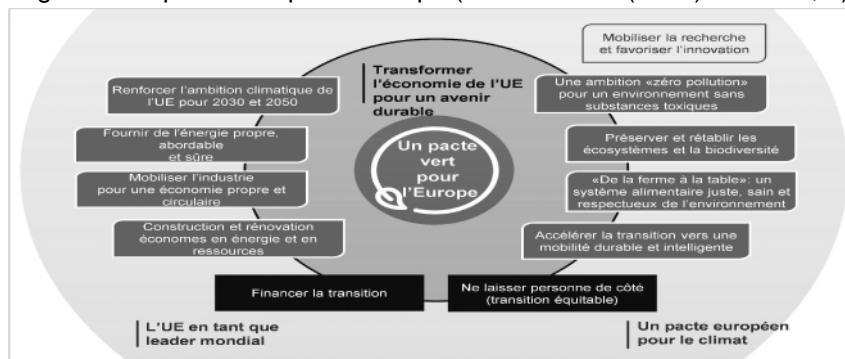 Mobiliser la recherche
et favoriser l'innovation
Transformer
l'économie de l'UE
pour un avenir
durable
Renforcer l'ambition climatique de
l'UE pour 2030 et 2050
Fournir de l'énergie propre,
abordable
et sûre
Mobiliser l'industrie
pour une économie propre et
circulaire
Construction et rénovation
économes en énergie et en
ressources
Un pacte
vert
pour
l'Europe
Une ambition «zéro pollution»
pour un environnement sans
substances toxiques
Préserver et rétablir les
écosystèmes et la biodiversité
«De la ferme à la table»: un
système alimentaire juste, sain et
respectueux de l'environnement
Accélérer la transition vers une
mobilité durable et intelligente
Financer la transition
Ne laisser personne de côté
(transition équitable)
L'UE en tant que
leader mondial
Un pacte européen
pour le climat